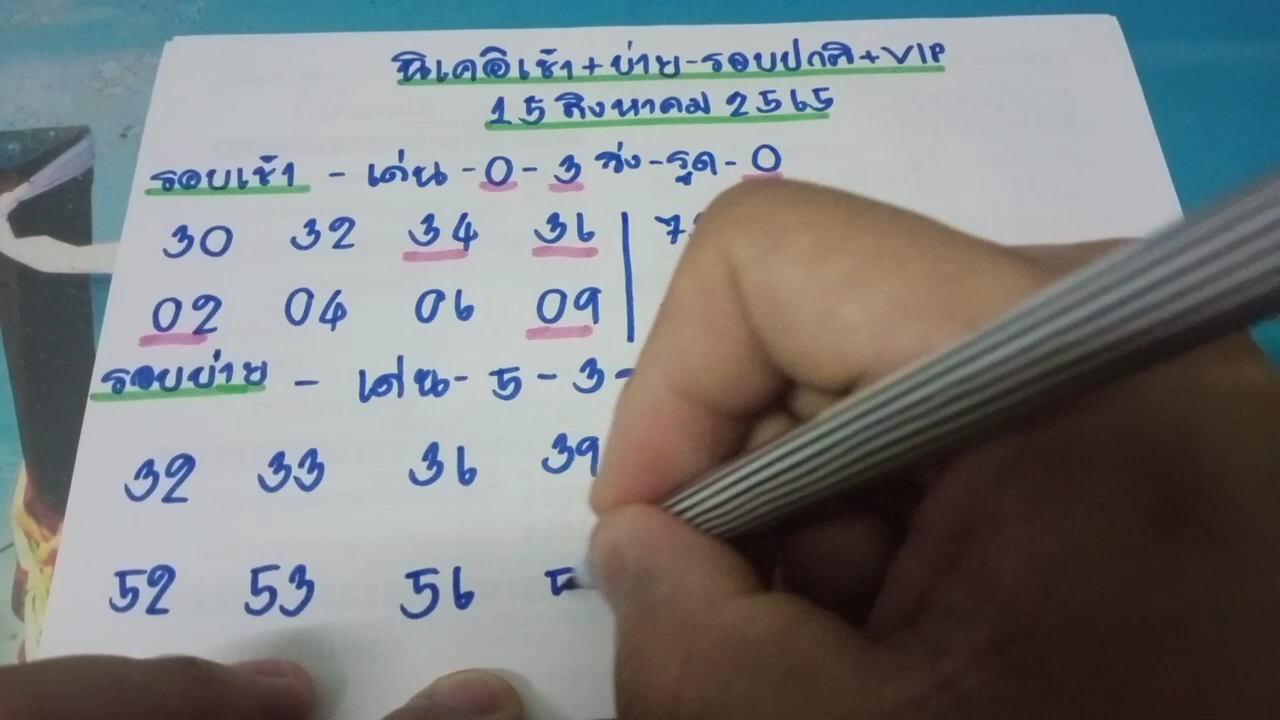 นิเคอิเช้า+บ่าย-รอบปกติ+VIP
15 สิงหาคม 2565
รอบเช้า - เด่น - 0 - 3 วิ่ง - รูด - 0
30 32 34 36 | 7
02 04 06 09
รอบบ่าย - เด่น - 5 - 3 -
32 33 36 39
52 53 56 5